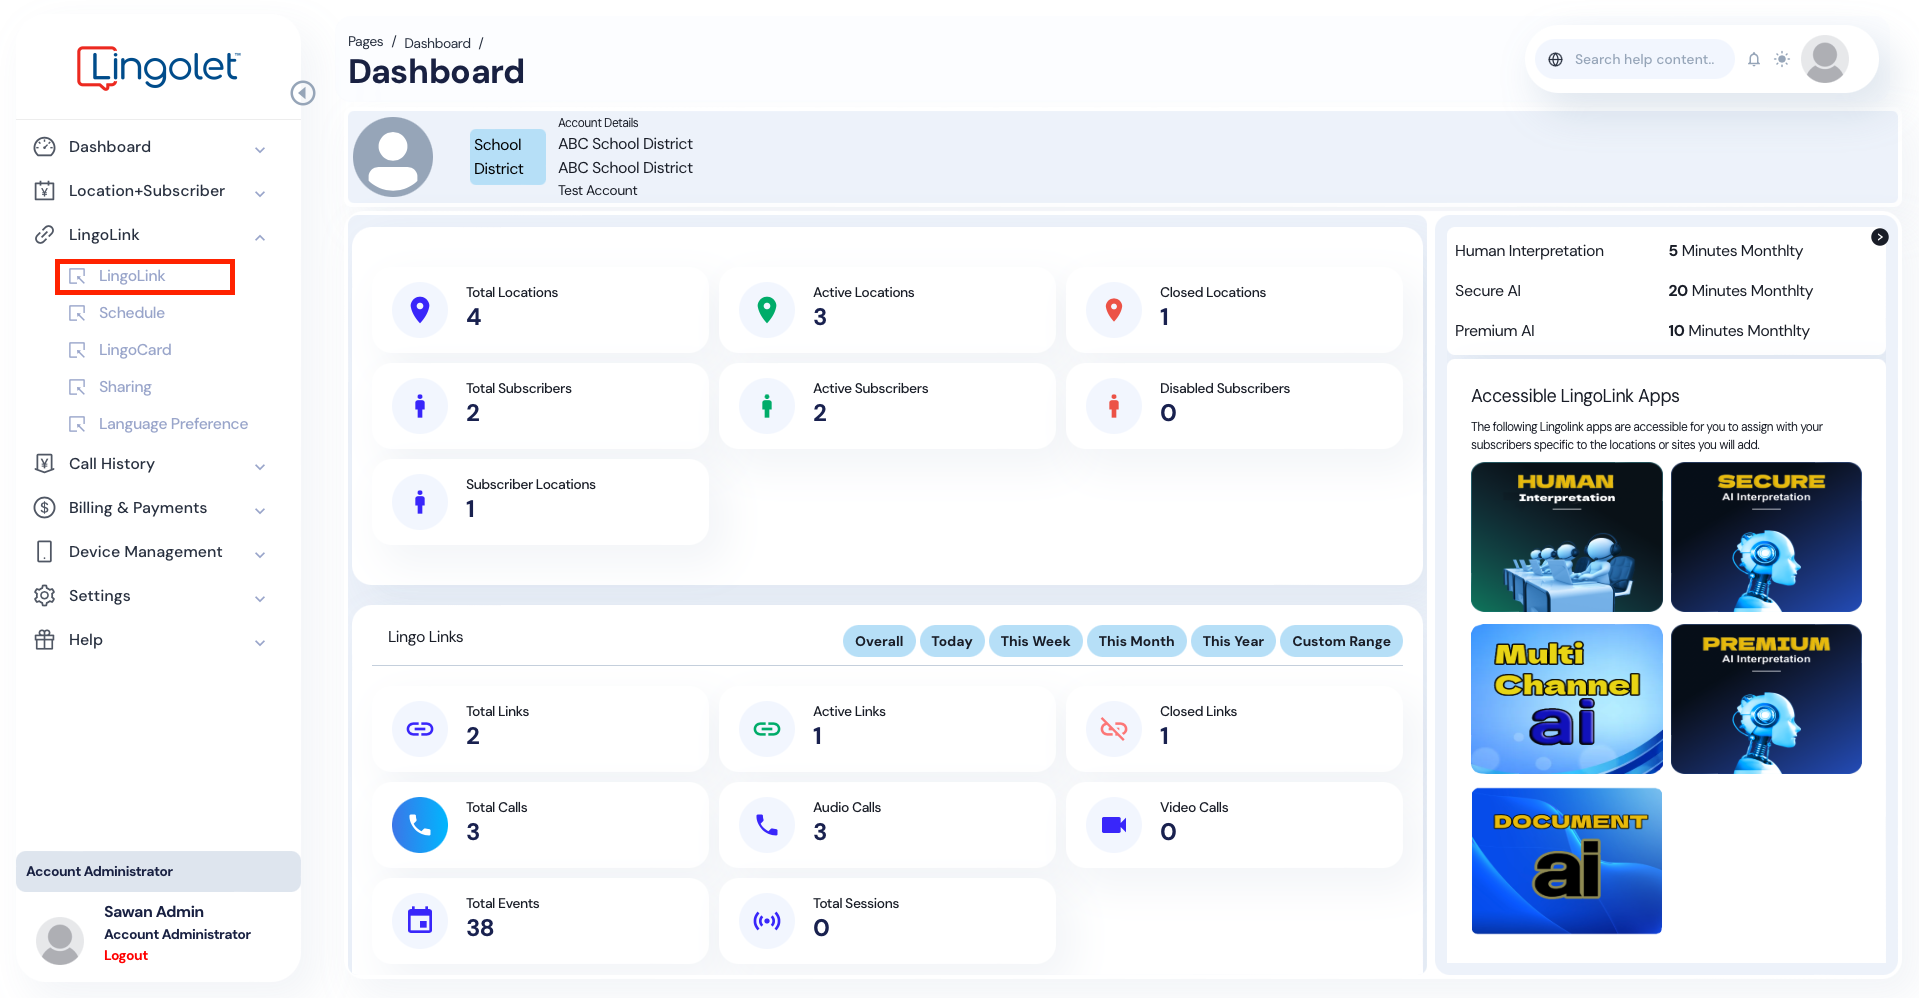 Lingolet™
Dashboard
Location+Subscriber
LingoLink
LingoLink
Schedule
LingoCard
Sharing
Language Preference
Call History
Billing & Payments
Device Management
Settings
Help
Account Administrator
Sawan Admin
Account Administrator
Logout
Pages / Dashboard /
Dashboard
Search help content..
School
District
Account Details
ABC School District
ABC School District
Test Account
Total Locations
4
Active Locations
3
Closed Locations
1
Total Subscribers
2
Active Subscribers
2
Disabled Subscribers
0
Subscriber Locations
1
Lingo Links
Overall
Today
This Week
This Month
This Year
Custom Range
Total Links
2
Active Links
1
Closed Links
1
Total Calls
3
Audio Calls
3
Video Calls
0
Total Events
38
Total Sessions
0
Human Interpretation 5 Minutes Monthlty
Secure AI 20 Minutes Monthlty
Premium AI 10 Minutes Monthlty
Accessible LingoLink Apps
The following Lingolink apps are accessible for you to assign with your
subscribers specific to the locations or sites you will add.
HUMAN
Interpretation
SECURE
AI Interpretation
Multi
Channel
ai
PREMIUM
AI Interpretation
DOCUMENT
ai